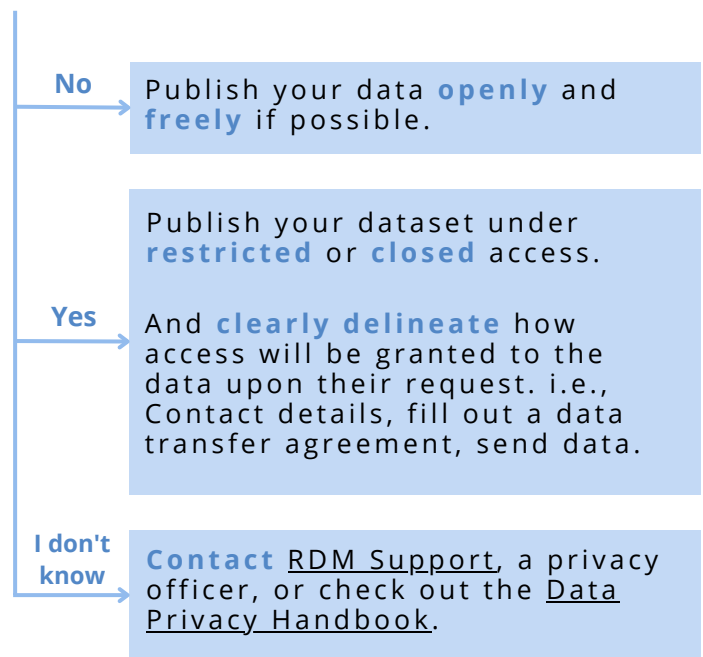 No
Publish your data openly and
freely if possible.
Publish your dataset under
restricted or closed access.
Yes
And clearly delineate how
access will be granted to the
data upon their request. i.e.,
Contact details, fill out a data
transfer agreement, send data.
I don't
know
Contact RDM Support, a privacy
officer, or check out the Data
Privacy Handbook.